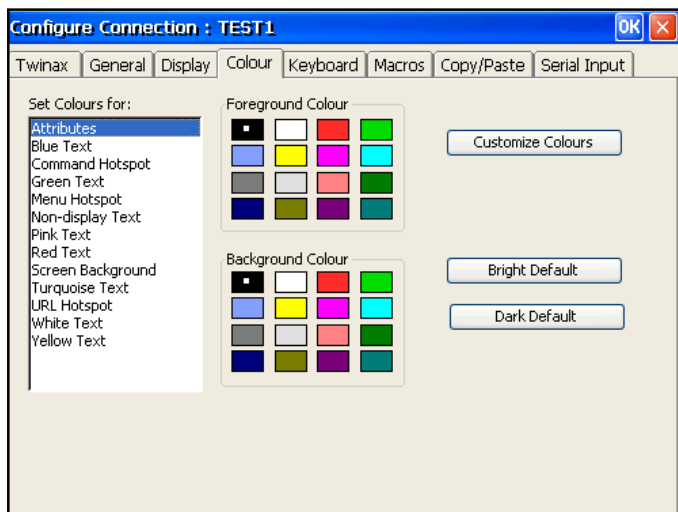 Configure Connection : TEST1 OK
Twinax General Display Colour Keyboard Macros Copy/Paste Serial Input
Set Colours for:
Attributes
Blue Text
Command Hotspot
Green Text
Menu Hotspot
Non-display Text
Pink Text
Red Text
Screen Background
Turquoise Text
URL Hotspot
White Text
Yellow Text
Foreground Colour
Background Colour
Customize Colours
Bright Default
Dark Default